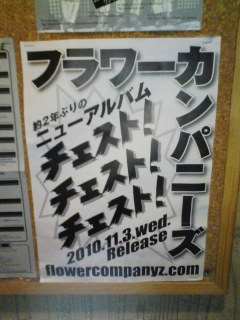 フラワーカンパニーズ
約2年ぶりの
ニューアルバム
チェスト!
チェスト!
チェスト!
2010.11.3.wed-
Release
flowercompanyz.com